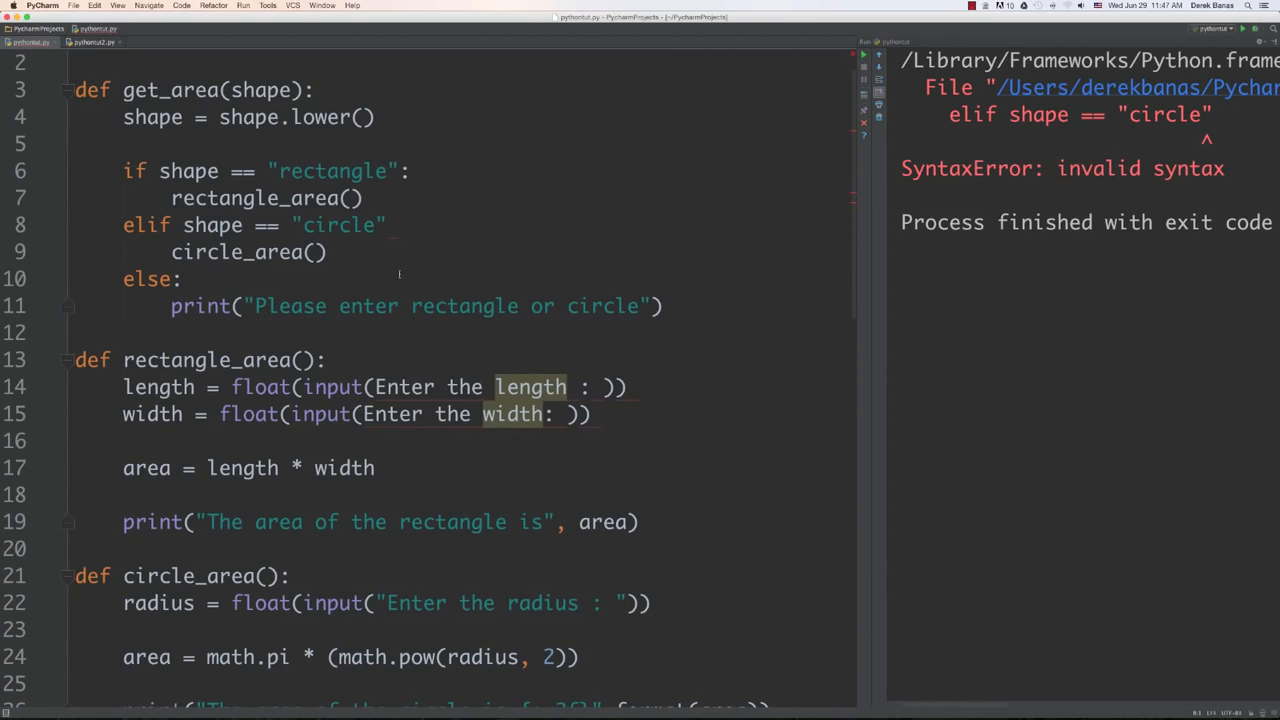 PyCharm File Edit View Navigate Code Refactor Run Tools VCS Window Help 10 Wed Jun 29 11:47 AM Derek Banas
pythontut.py - PycharmProjects - [~/PycharmProjects]
PycharmProjects pythontut.py pythontut
pythontut.py pythontut2.py Run: pythontut
2
3 def get_area(shape):
4 shape = shape.lower()
5
6 if shape == "rectangle":
7 rectangle_area()
8 elif shape == "circle"
9 circle_area()
10 else:
11 print("Please enter rectangle or circle")
12
13 def rectangle_area():
14 length = float(input(Enter the length : ))
15 width = float(input(Enter the width: ))
16
17 area = length * width
18
19 print("The area of the rectangle is", area)
20
21 def circle_area():
22 radius = float(input("Enter the radius : "))
23
24 area = math.pi * (math.pow(radius, 2))
25
/Library/Frameworks/Python.frame
File "/Users/derekbanas/Pychar
elif shape == "circle"
^
SyntaxError: invalid syntax
Process finished with exit code